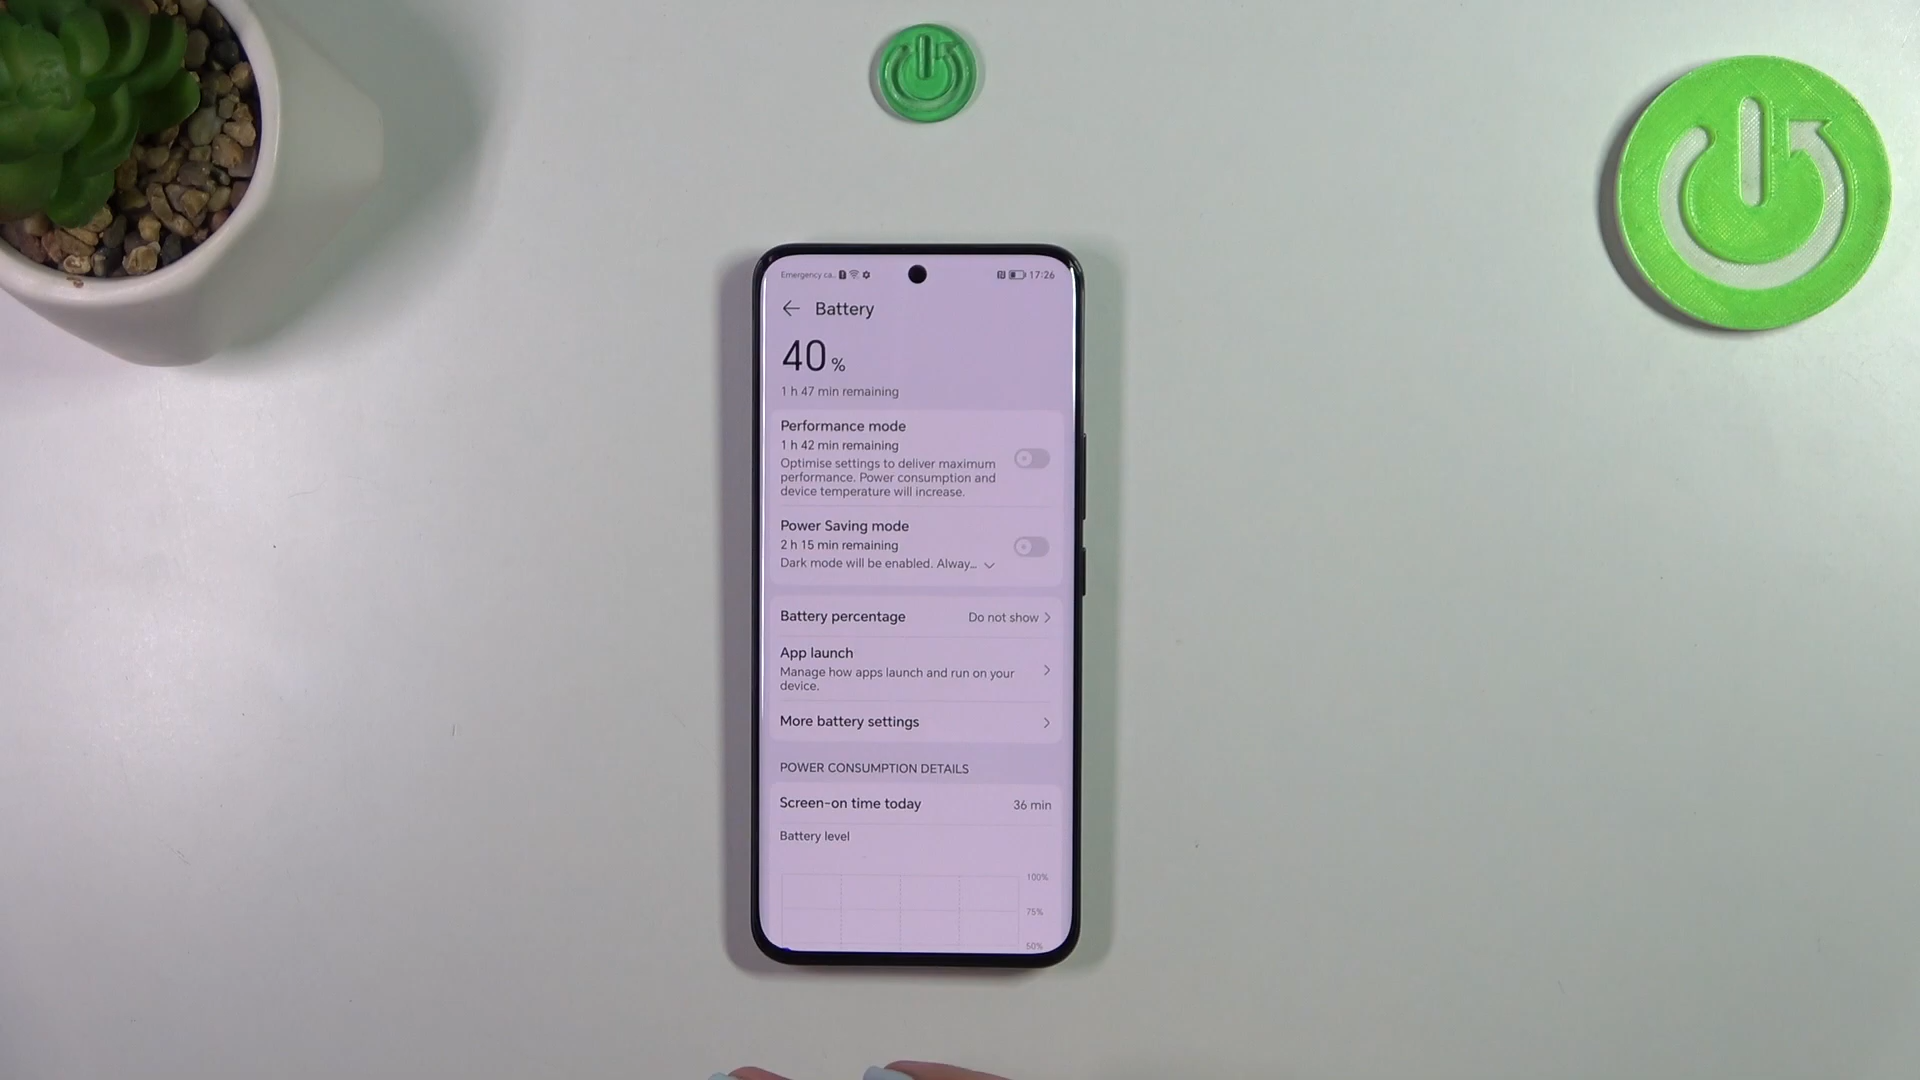 Emergency ca.. 17:26
Battery
40 %
1 h 47 min remaining
Performance mode
1 h 42 min remaining
Optimise settings to deliver maximum
performance. Power consumption and
device temperature will increase.
Power Saving mode
2 h 15 min remaining
Dark mode will be enabled. Alway...
Battery percentage Do not show
App launch
Manage how apps launch and run on your
device.
More battery settings
POWER CONSUMPTION DETAILS
Screen-on time today 36 min
Battery level
100%
75%
50%